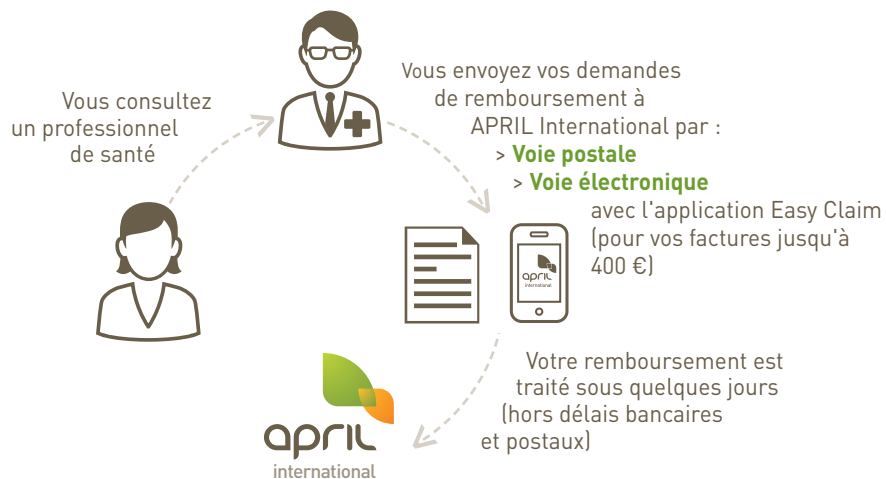 Vous consultez
un professionnel
de santé
Vous envoyez vos demandes
de remboursement à
APRIL International par :
> Voie postale
> Voie électronique
avec l'application Easy Claim
(pour vos factures jusqu'à
400 €)
april
international
Votre remboursement est
traité sous quelques jours
(hors délais bancaires
et postaux)
april
international